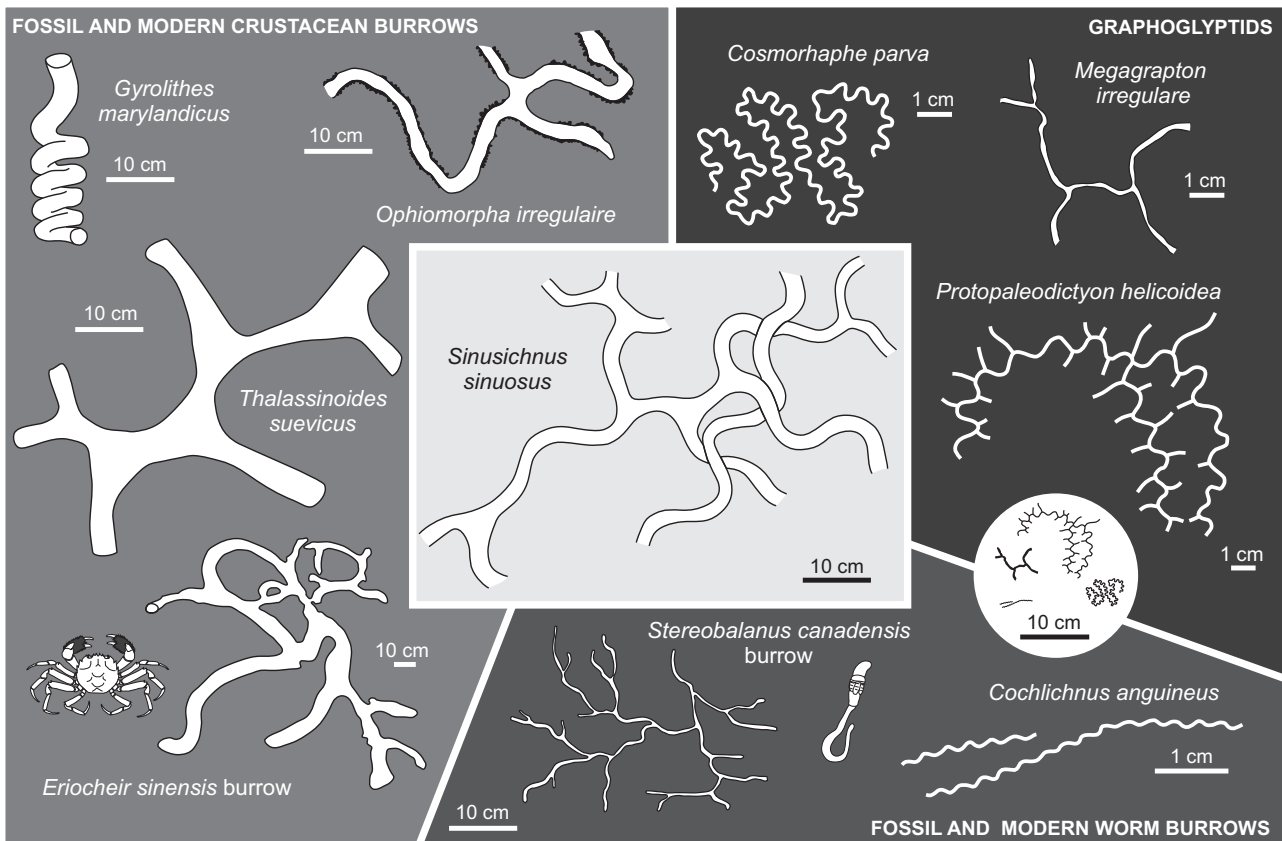 FOSSIL AND MODERN CRUSTACEAN BURROWS
Gyrolithes
marylandicus
10 cm
10 cm
Ophiomorpha irregulaire
10 cm
Thalassinoides
suevicus
10 cm
Eriocheir sinensis burrow
GRAPHOGLYPTIDS
Cosmorhaphe parva
1 cm
Megagrapton
irregulare
1 cm
Protopaleodictyon helicoidea
1 cm
10 cm
Sinusichnus
sinuosus
10 cm
Stereobalanus canadensis
burrow
10 cm
Cochlichnus anguineus
1 cm
FOSSIL AND MODERN WORM BURROWS